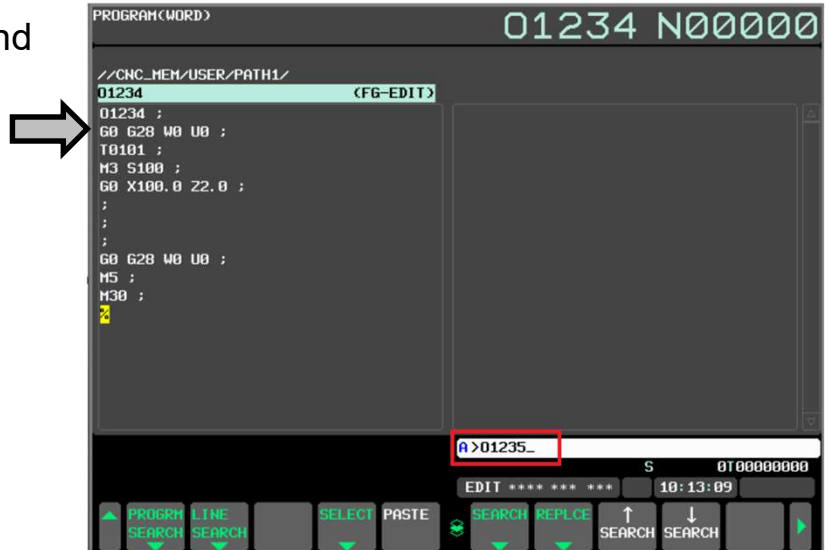 nd
PROGRAM(WORD)
O1234 N00000
//CNC_MEM/USER/PATH1/
O1234 (FG-EDIT)
O1234 ;
G0 G28 W0 U0 ;
T0101 ;
M3 S100 ;
G0 X100.0 Z2.0 ;
;
;
;
G0 G28 W0 U0 ;
M5 ;
M30 ;
%
A>O1235_
S 0T00000000
EDIT **** *** *** 10:13:09
PROGRM SEARCH
LINE SEARCH
SELECT
PASTE
SEARCH
REPLCE
↑ SEARCH
↓ SEARCH